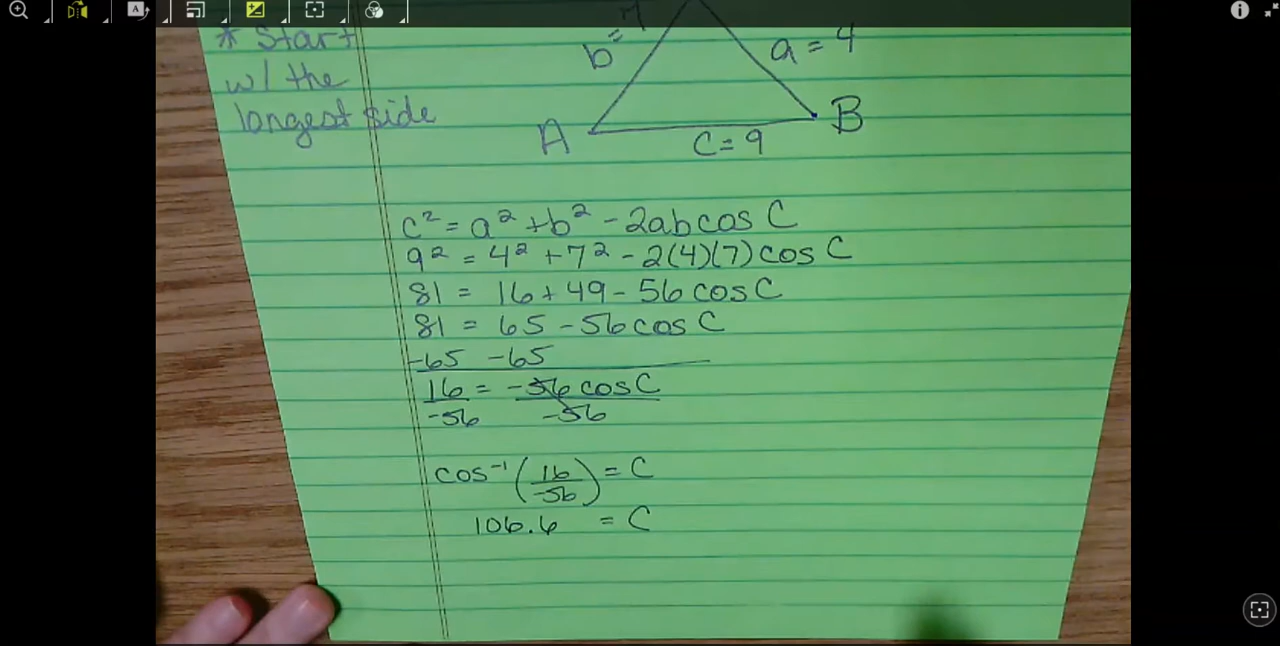 * Start
w/ the
longest side
b = 7
a = 4
A
B
C = 9
c² = a² + b² - 2ab cos C
9² = 4² + 7² - 2(4)(7) cos C
81 = 16 + 49 - 56 cos C
81 = 65 - 56 cos C
-65 -65
16 = -56 cos C
-56 -56
cos⁻¹ (16/-56) = C
106.6 = C